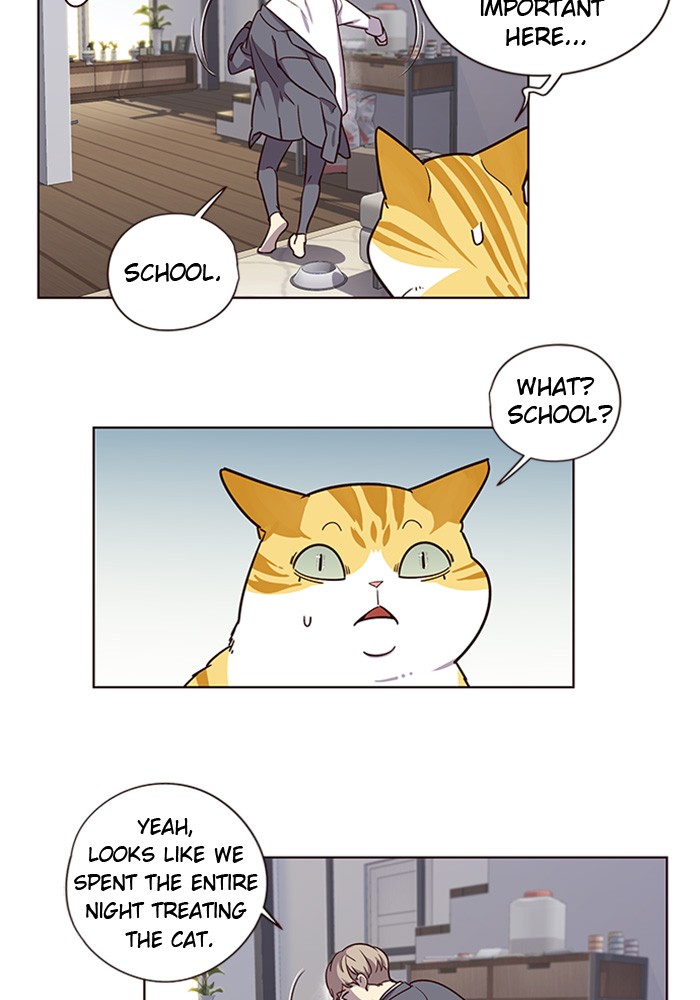 IMPORTANT
HERE...
SCHOOL.
WHAT?
SCHOOL?
YEAH,
LOOKS LIKE WE
SPENT THE ENTIRE
NIGHT TREATING
THE CAT.